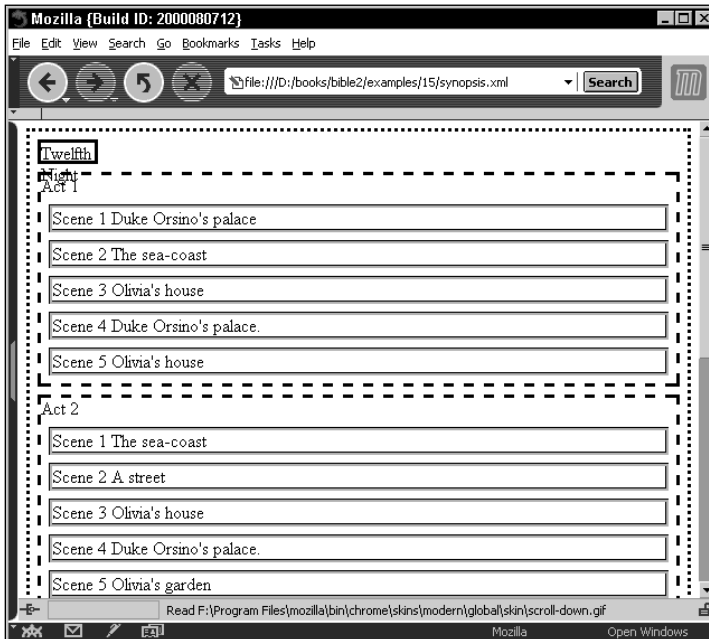 Mozilla {Build ID: 2000080712}
File Edit View Search Go Bookmarks Tasks Help
file:///D:/books/bible2/examples/15/synopsis.xml Search
Twelfth
Night
Act 1
Scene 1 Duke Orsino's palace
Scene 2 The sea-coast
Scene 3 Olivia's house
Scene 4 Duke Orsino's palace.
Scene 5 Olivia's house
Act 2
Scene 1 The sea-coast
Scene 2 A street
Scene 3 Olivia's house
Scene 4 Duke Orsino's palace.
Scene 5 Olivia's garden
Read F:\Program Files\mozilla\bin\chrome\skins\modern\global\skin\scroll-down.gif
Mozilla Open Windows